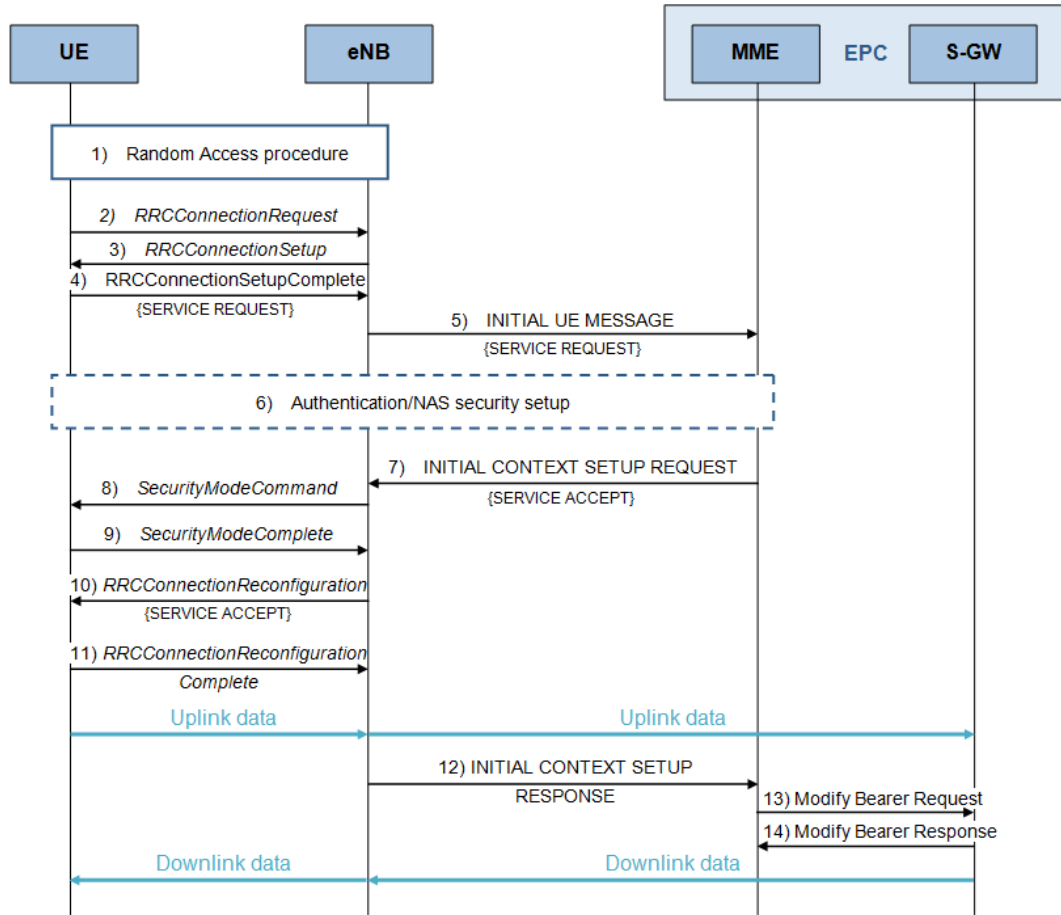 UE
eNB
MME
EPC
S-GW
1) Random Access procedure
2) RRCConnectionRequest
3) RRCConnectionSetup
4) RRCConnectionSetupComplete
{SERVICE REQUEST}
5) INITIAL UE MESSAGE
{SERVICE REQUEST}
6) Authentication/NAS security setup
7) INITIAL CONTEXT SETUP REQUEST
{SERVICE ACCEPT}
8) SecurityModeCommand
9) SecurityModeComplete
10) RRCConnectionReconfiguration
{SERVICE ACCEPT}
11) RRCConnectionReconfiguration
Complete
Uplink data
Uplink data
12) INITIAL CONTEXT SETUP
RESPONSE
13) Modify Bearer Request
14) Modify Bearer Response
Downlink data
Downlink data